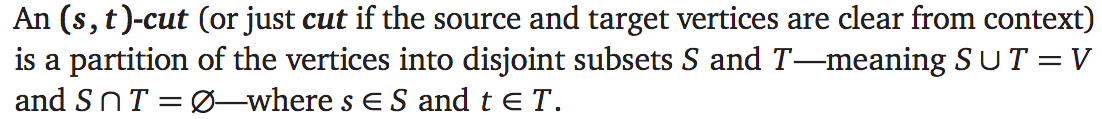 An (s, t)-cut (or just cut if the source and target vertices are clear from context)
is a partition of the vertices into disjoint subsets S and T—meaning S ∪ T = V
and S ∩ T = ∅—where s ∈ S and t ∈ T.